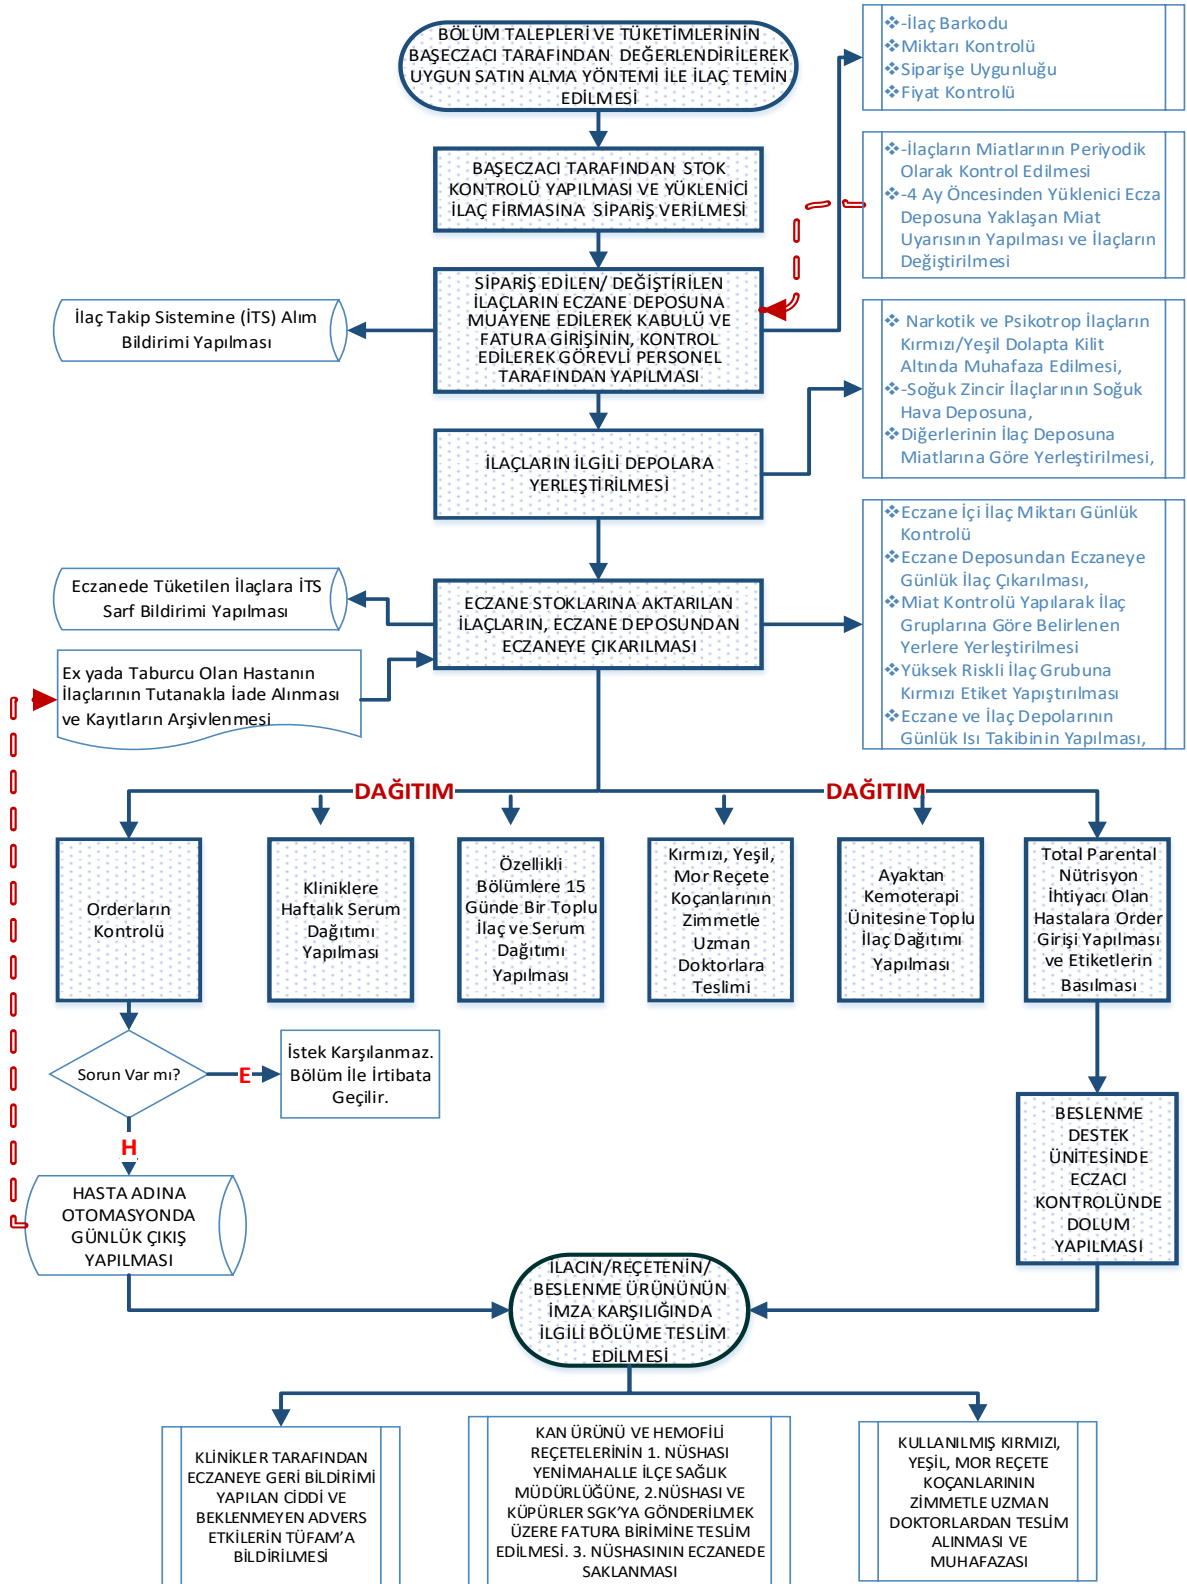 BÖLÜM TALEPLERİ VE TÜKETİMLERİNİN
BAŞECZACI TARAFINDAN DEĞERLENDİRİLEREK
UYGUN SATIN ALMA YÖNTEMİ İLE İLAÇ TEMİN
EDİLMESİ
❖-İlaç Barkodu
❖Miktarı Kontrolü
❖Siparişe Uygunluğu
❖Fiyat Kontrolü
BAŞECZACI TARAFINDAN STOK
KONTROLÜ YAPILMASI VE YÜKLENİCİ
İLAÇ FİRMASINA SİPARİŞ VERİLMESİ
❖-İlaçların Miatlarının Periyodik
Olarak Kontrol Edilmesi
❖-4 Ay Öncesinden Yüklenici Ecza
Deposuna Yaklaşan Miat
Uyarısının Yapılması ve İlaçların
Değiştirilmesi
SİPARİŞ EDİLEN/ DEĞİŞTİRİLEN
İLAÇLARIN ECZANE DEPOSUNA
MUAYENE EDİLEREK KABULÜ VE
FATURA GİRİŞİNİN, KONTROL
EDİLEREK GÖREVLİ PERSONEL
TARAFINDAN YAPILMASI
İlaç Takip Sistemine (İTS) Alım
Bildirimi Yapılması
❖ Narkotik ve Psikotrop İlaçların
Kırmızı/Yeşil Dolapta Kilit
Altında Muhafaza Edilmesi,
❖-Soğuk Zincir İlaçlarının Soğuk
Hava Deposuna,
❖Diğerlerinin İlaç Deposuna
Miatlarına Göre Yerleştirilmesi,
İLAÇLARIN İLGİLİ DEPOLARA
YERLEŞTİRİLMESİ
❖Eczane İçi İlaç Miktarı Günlük
Kontrolü
❖Eczane Deposundan Eczaneye
Günlük İlaç Çıkarılması,
❖Miat Kontrolü Yapılarak İlaç
Gruplarına Göre Belirlenen
Yerlere Yerleştirilmesi
❖Yüksek Riskli İlaç Grubuna
Kırmızı Etiket Yapıştırılması
❖Eczane ve İlaç Depolarının
Günlük Isı Takibinin Yapılması,
Eczanede Tüketilen İlaçlara İTS
Sarf Bildirimi Yapılması
ECZANE STOKLARINA AKTARILAN
İLAÇLARIN, ECZANE DEPOSUNDAN
ECZANEYE ÇIKARILMASI
Ex yada Taburcu Olan Hastanın
İlaçlarının Tutanakla İade Alınması
ve Kayıtların Arşivlenmesi
DAĞITIM
DAĞITIM
Orderların
Kontrolü
Kliniklere
Haftalık Serum
Dağıtımı
Yapılması
Özellikli
Bölümlere 15
Günde Bir Toplu
İlaç ve Serum
Dağıtımı
Yapılması
Kırmızı, Yeşil,
Mor Reçete
Koçanlarının
Zimmetle
Uzman
Doktorlara
Teslimi
Ayaktan
Kemoterapi
Ünitesine Toplu
İlaç Dağıtımı
Yapılması
Total Parental
Nütrisyon
İhtiyacı Olan
Hastalara Order
Girişi Yapılması
ve Etiketlerin
Basılması
Sorun Var mı?
E
İstek Karşılanmaz.
Bölüm İle İrtibata
Geçilir.
H
BESLENME
DESTEK
ÜNİTESİNDE
ECZACI
KONTROLÜNDE
DOLUM
YAPILMASI
HASTA ADINA
OTOMASYONDA
GÜNLÜK ÇIKIŞ
YAPILMASI
İLACIN/REÇETENİN/
BESLENME ÜRÜNÜNÜN
İMZA KARŞILIĞINDA
İLGİLİ BÖLÜME TESLİM
EDİLMESİ
KLİNİKLER TARAFINDAN
ECZANEYE GERİ BİLDİRİMİ
YAPILAN CİDDİ VE
BEKLENMEYEN ADVERS
ETKİLERİN TÜFAM’A
BİLDİRİLMESİ
KAN ÜRÜNÜ VE HEMOFİLİ
REÇETELERİNİN 1. NÜSHASI
YENİMAHALLE İLÇE SAĞLIK
MÜDÜRLÜĞÜNE, 2.NÜSHASI VE
KÜPÜRLER SGK’YA GÖNDERİLMEK
ÜZERE FATURA BİRİMİNE TESLİM
EDİLMESİ. 3. NÜSHASININ ECZANEDE
SAKLANMASI
KULLANILMIŞ KIRMIZI,
YEŞİL, MOR REÇETE
KOÇANLARININ
ZİMMETLE UZMAN
DOKTORLARDAN TESLİM
ALINMASI VE
MUHAFAZASI